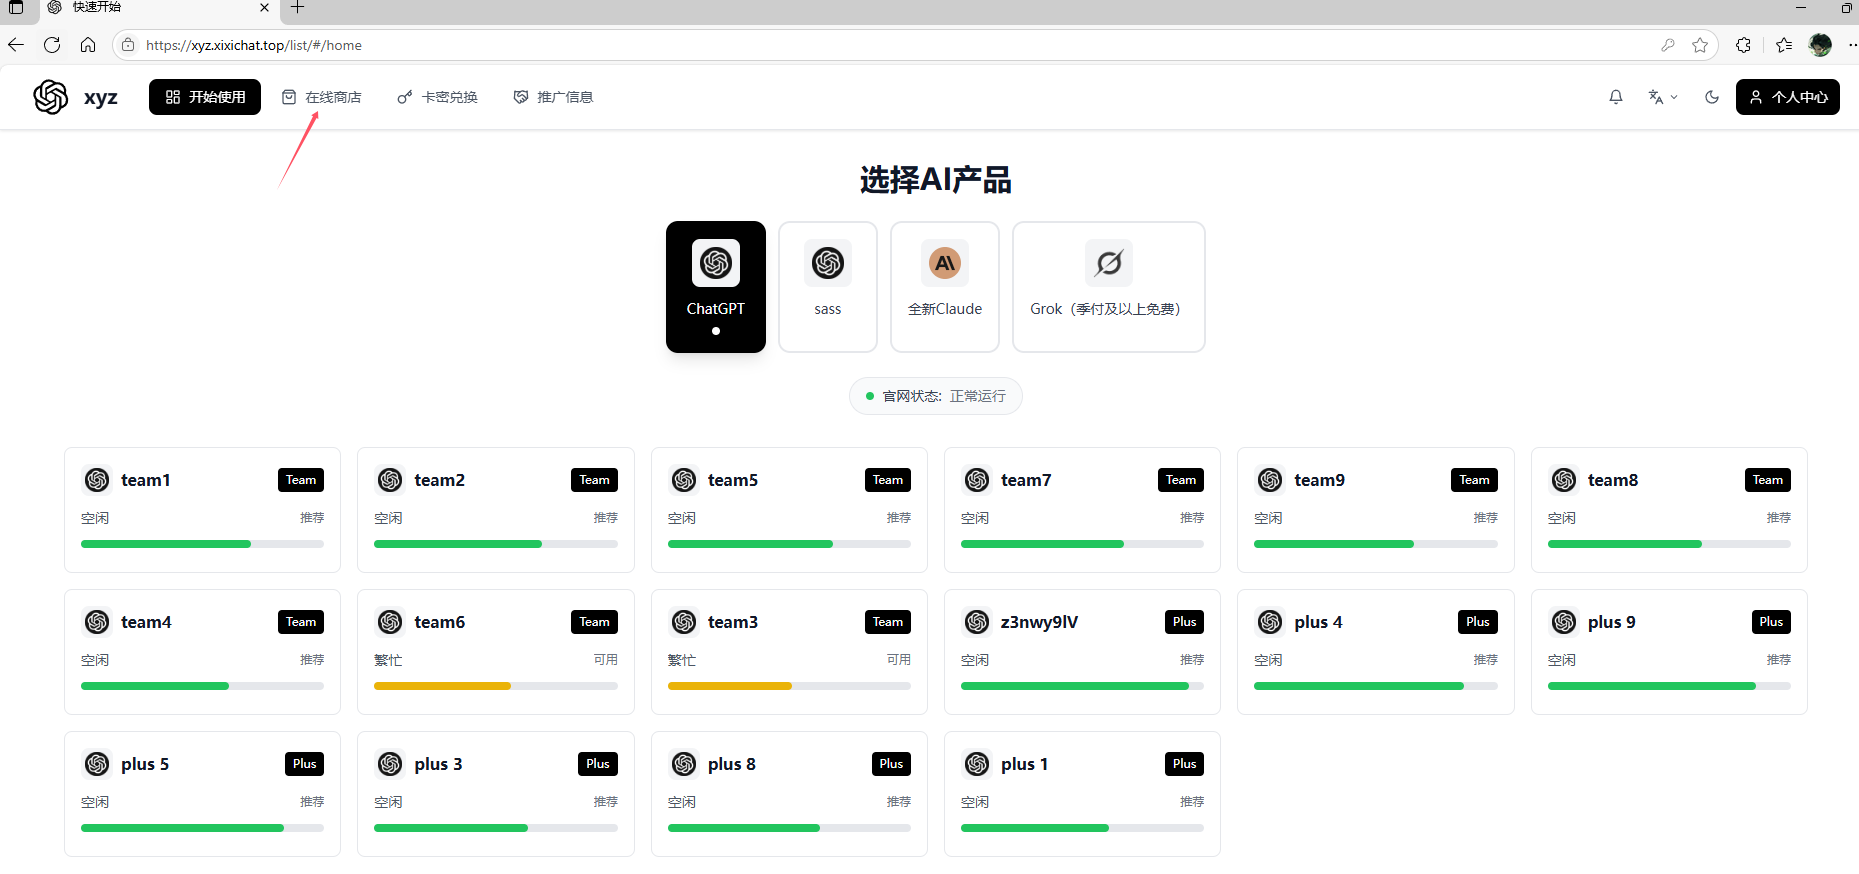 快速开始
https://xyz.xixichat.top/list/#/home
xyz 开始使用 在线商店 卡密兑换 推广信息 个人中心
选择AI产品
ChatGPT sass 全新Claude Grok（季付及以上免费）
官网状态: 正常运行
team1 Team team2 Team team5 Team team7 Team team9 Team team8 Team
空闲 推荐 空闲 推荐 空闲 推荐 空闲 推荐 空闲 推荐 空闲 推荐
team4 Team team6 Team team3 Team z3nwy9lV Plus plus 4 Plus plus 9 Plus
空闲 推荐 繁忙 可用 繁忙 可用 空闲 推荐 空闲 推荐 空闲 推荐
plus 5 Plus plus 3 Plus plus 8 Plus plus 1 Plus
空闲 推荐 空闲 推荐 空闲 推荐 空闲 推荐